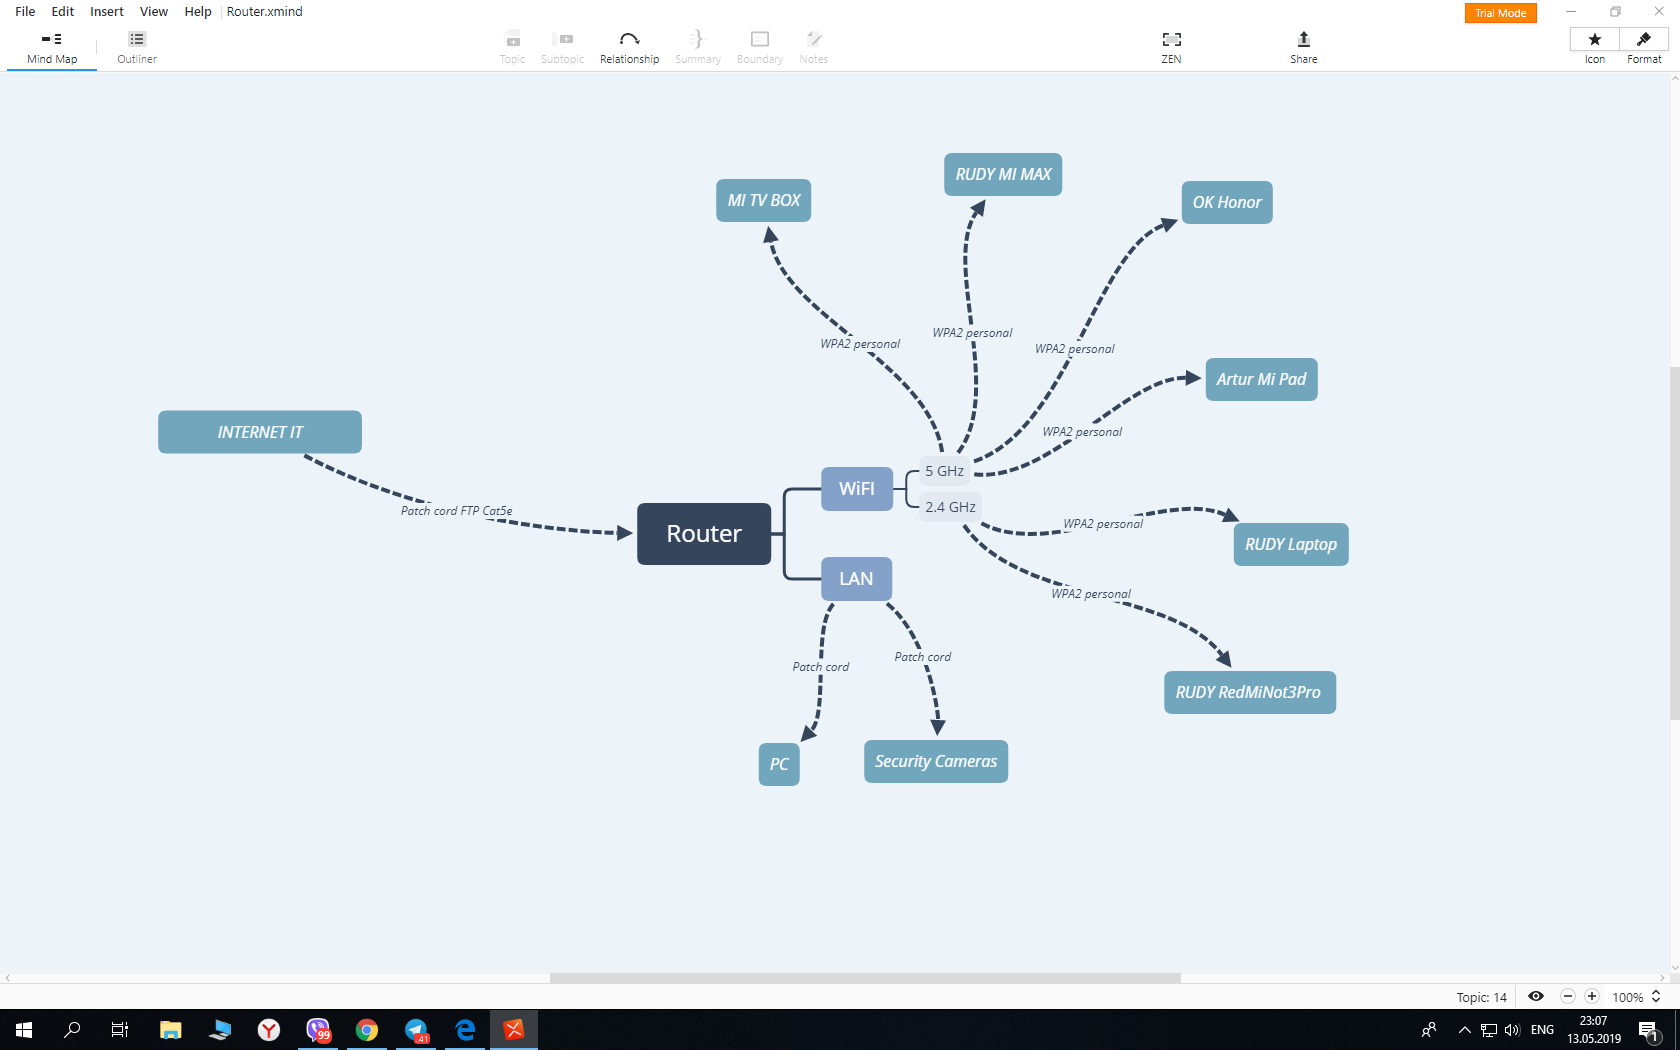 File Edit Insert View Help Router.xmind
Trial Mode
Mind Map
Outliner
Topic
Subtopic
Relationship
Summary
Boundary
Notes
ZEN
Share
Icon
Format
RUDY MI MAX
MI TV BOX
OK Honor
WPA2 personal
WPA2 personal
WPA2 personal
Artur Mi Pad
WPA2 personal
INTERNET IT
5 GHz
WiFI
2.4 GHz
Patch cord FTP Cat5e
WPA2 personal
Router
RUDY Laptop
LAN
WPA2 personal
Patch cord
Patch cord
RUDY RedMiNot3Pro
PC
Security Cameras
Topic: 14
100%
99
41
ENG
23:07
13.05.2019
1